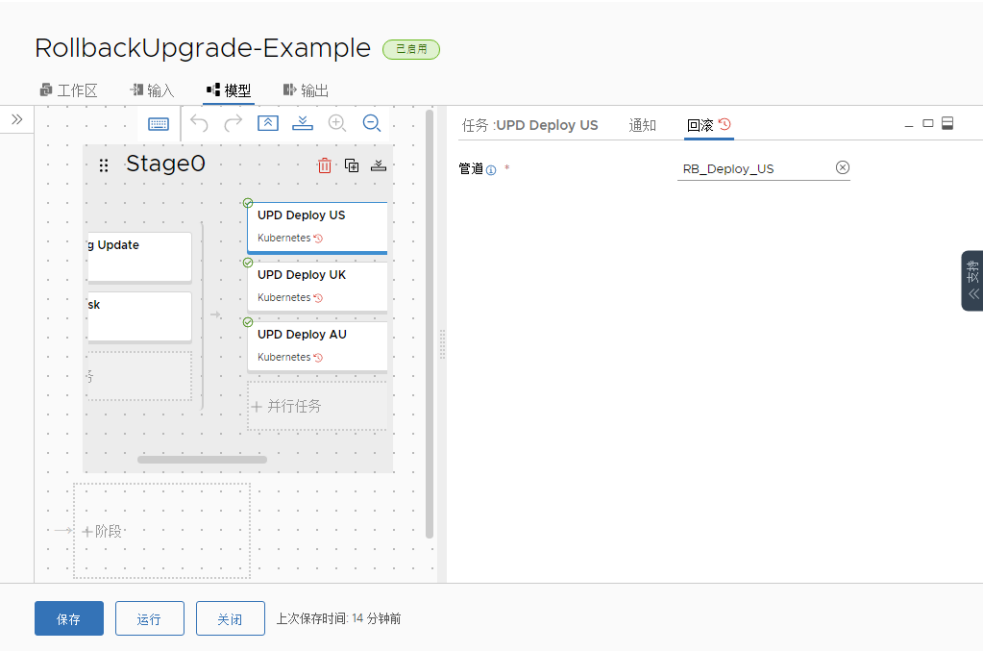 RollbackUpgrade-Example 已启用
工作区 输入 模型 输出
Stage0
g Update
sk
务
UPD Deploy US
Kubernetes
UPD Deploy UK
Kubernetes
UPD Deploy AU
Kubernetes
+ 并行任务
+阶段
任务 :UPD Deploy US 通知 回滚
管道 * RB_Deploy_US
支持
保存 运行 关闭 上次保存时间: 14 分钟前